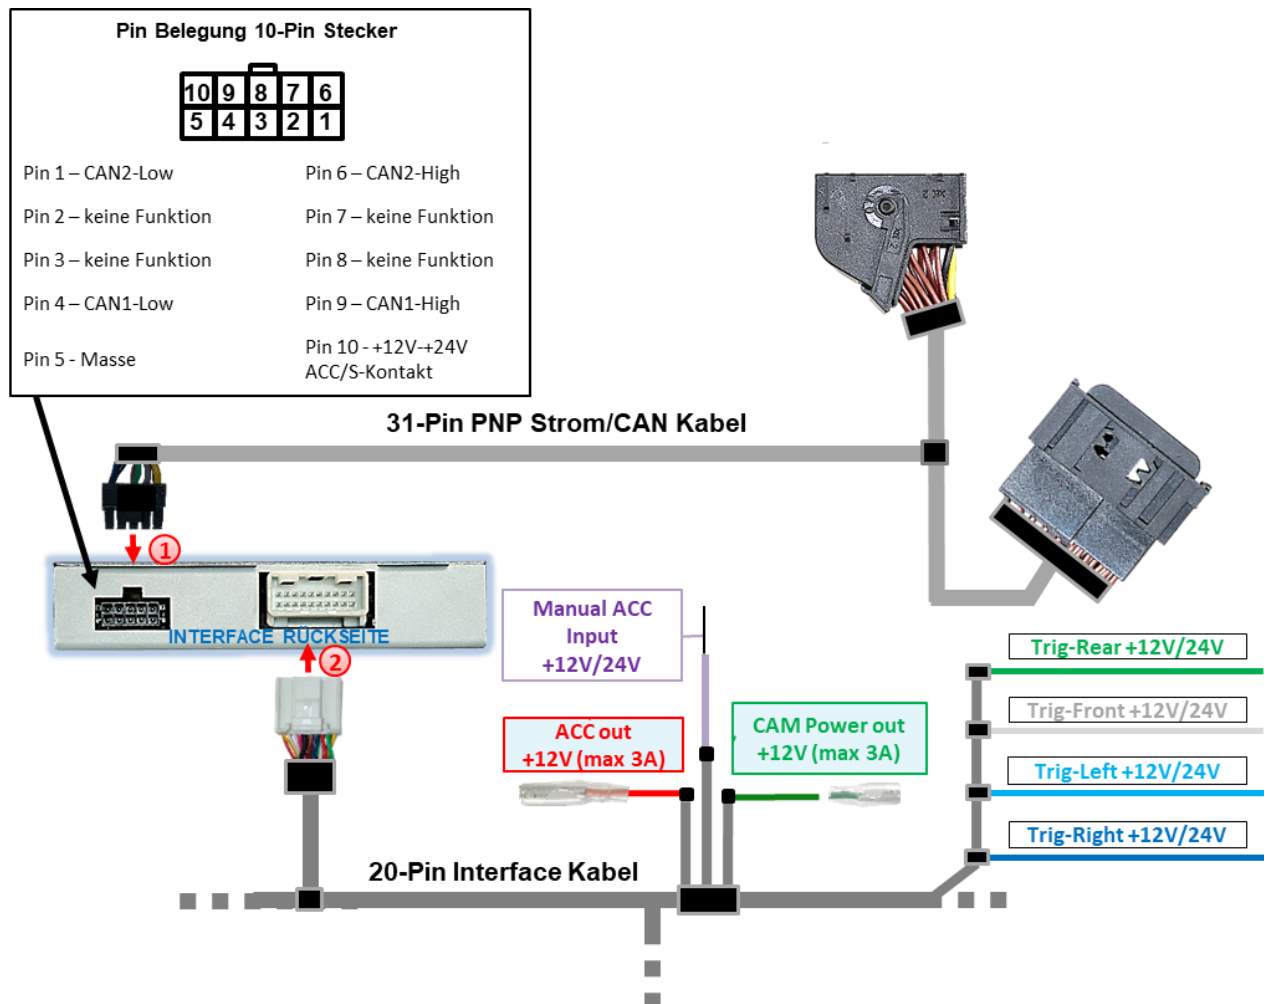 Pin Belegung 10-Pin Stecker
10 9 8 7 6
5 4 3 2 1
Pin 1 – CAN2-Low
Pin 6 – CAN2-High
Pin 2 – keine Funktion
Pin 7 – keine Funktion
Pin 3 – keine Funktion
Pin 8 – keine Funktion
Pin 4 – CAN1-Low
Pin 9 – CAN1-High
Pin 5 - Masse
Pin 10 - +12V-+24V
ACC/S-Kontakt
31-Pin PNP Strom/CAN Kabel
1
INTERFACE RÜCKSEITE
2
Manual ACC
Input
+12V/24V
ACC out
+12V (max 3A)
CAM Power out
+12V (max 3A)
Trig-Rear +12V/24V
Trig-Front +12V/24V
Trig-Left +12V/24V
Trig-Right +12V/24V
20-Pin Interface Kabel